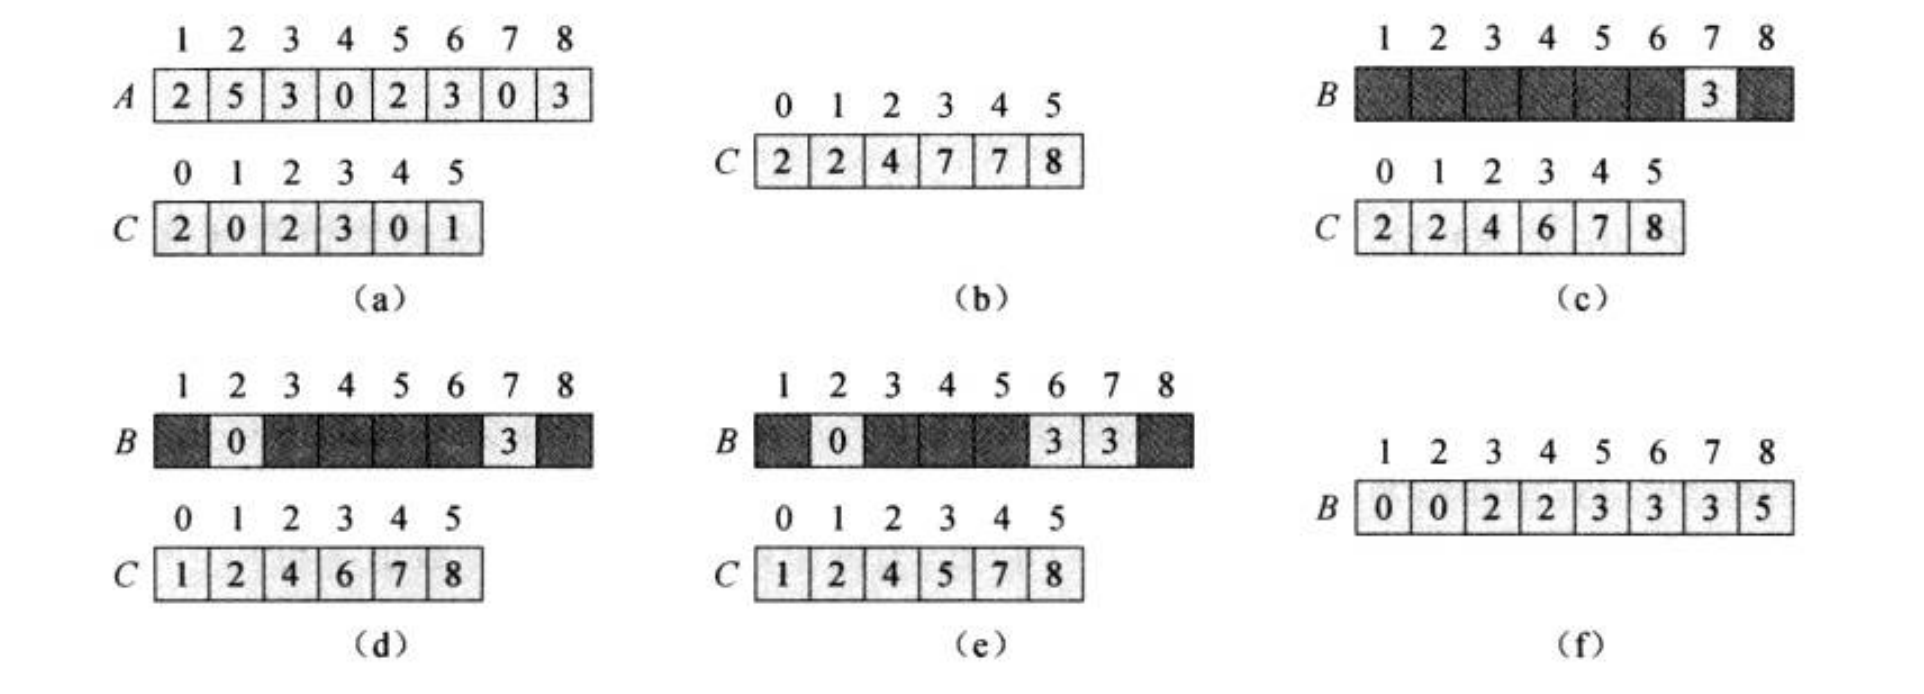 1 2 3 4 5 6 7 8
A 2 5 3 0 2 3 0 3
0 1 2 3 4 5
C 2 0 2 3 0 1
(a)
0 1 2 3 4 5
C 2 2 4 7 7 8
(b)
1 2 3 4 5 6 7 8
B 3
0 1 2 3 4 5
C 2 2 4 6 7 8
(c)
1 2 3 4 5 6 7 8
B 0 3
0 1 2 3 4 5
C 1 2 4 6 7 8
(d)
1 2 3 4 5 6 7 8
B 0 3 3
0 1 2 3 4 5
C 1 2 4 5 7 8
(e)
1 2 3 4 5 6 7 8
B 0 0 2 2 3 3 3 5
(f)